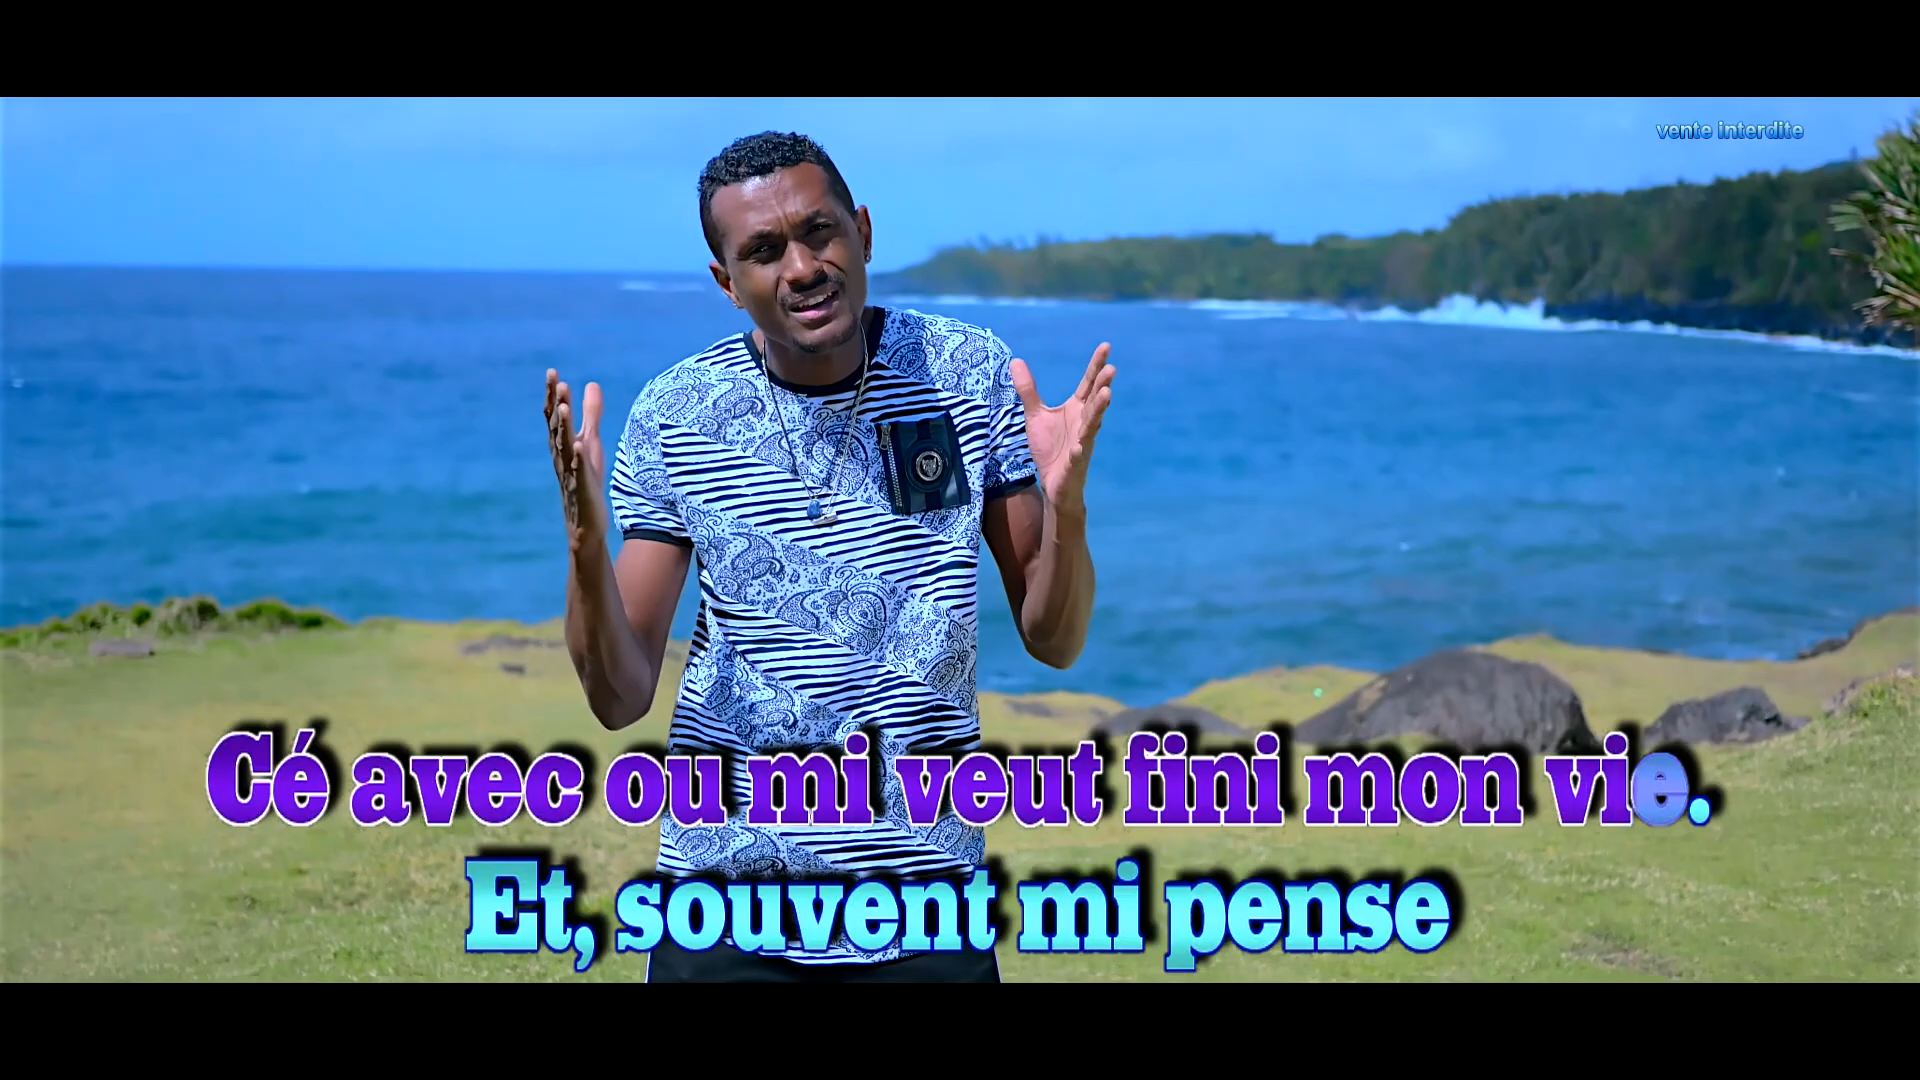 vente interdite
Cé avec ou mi veut fini mon vie.
Et, souvent mi pense